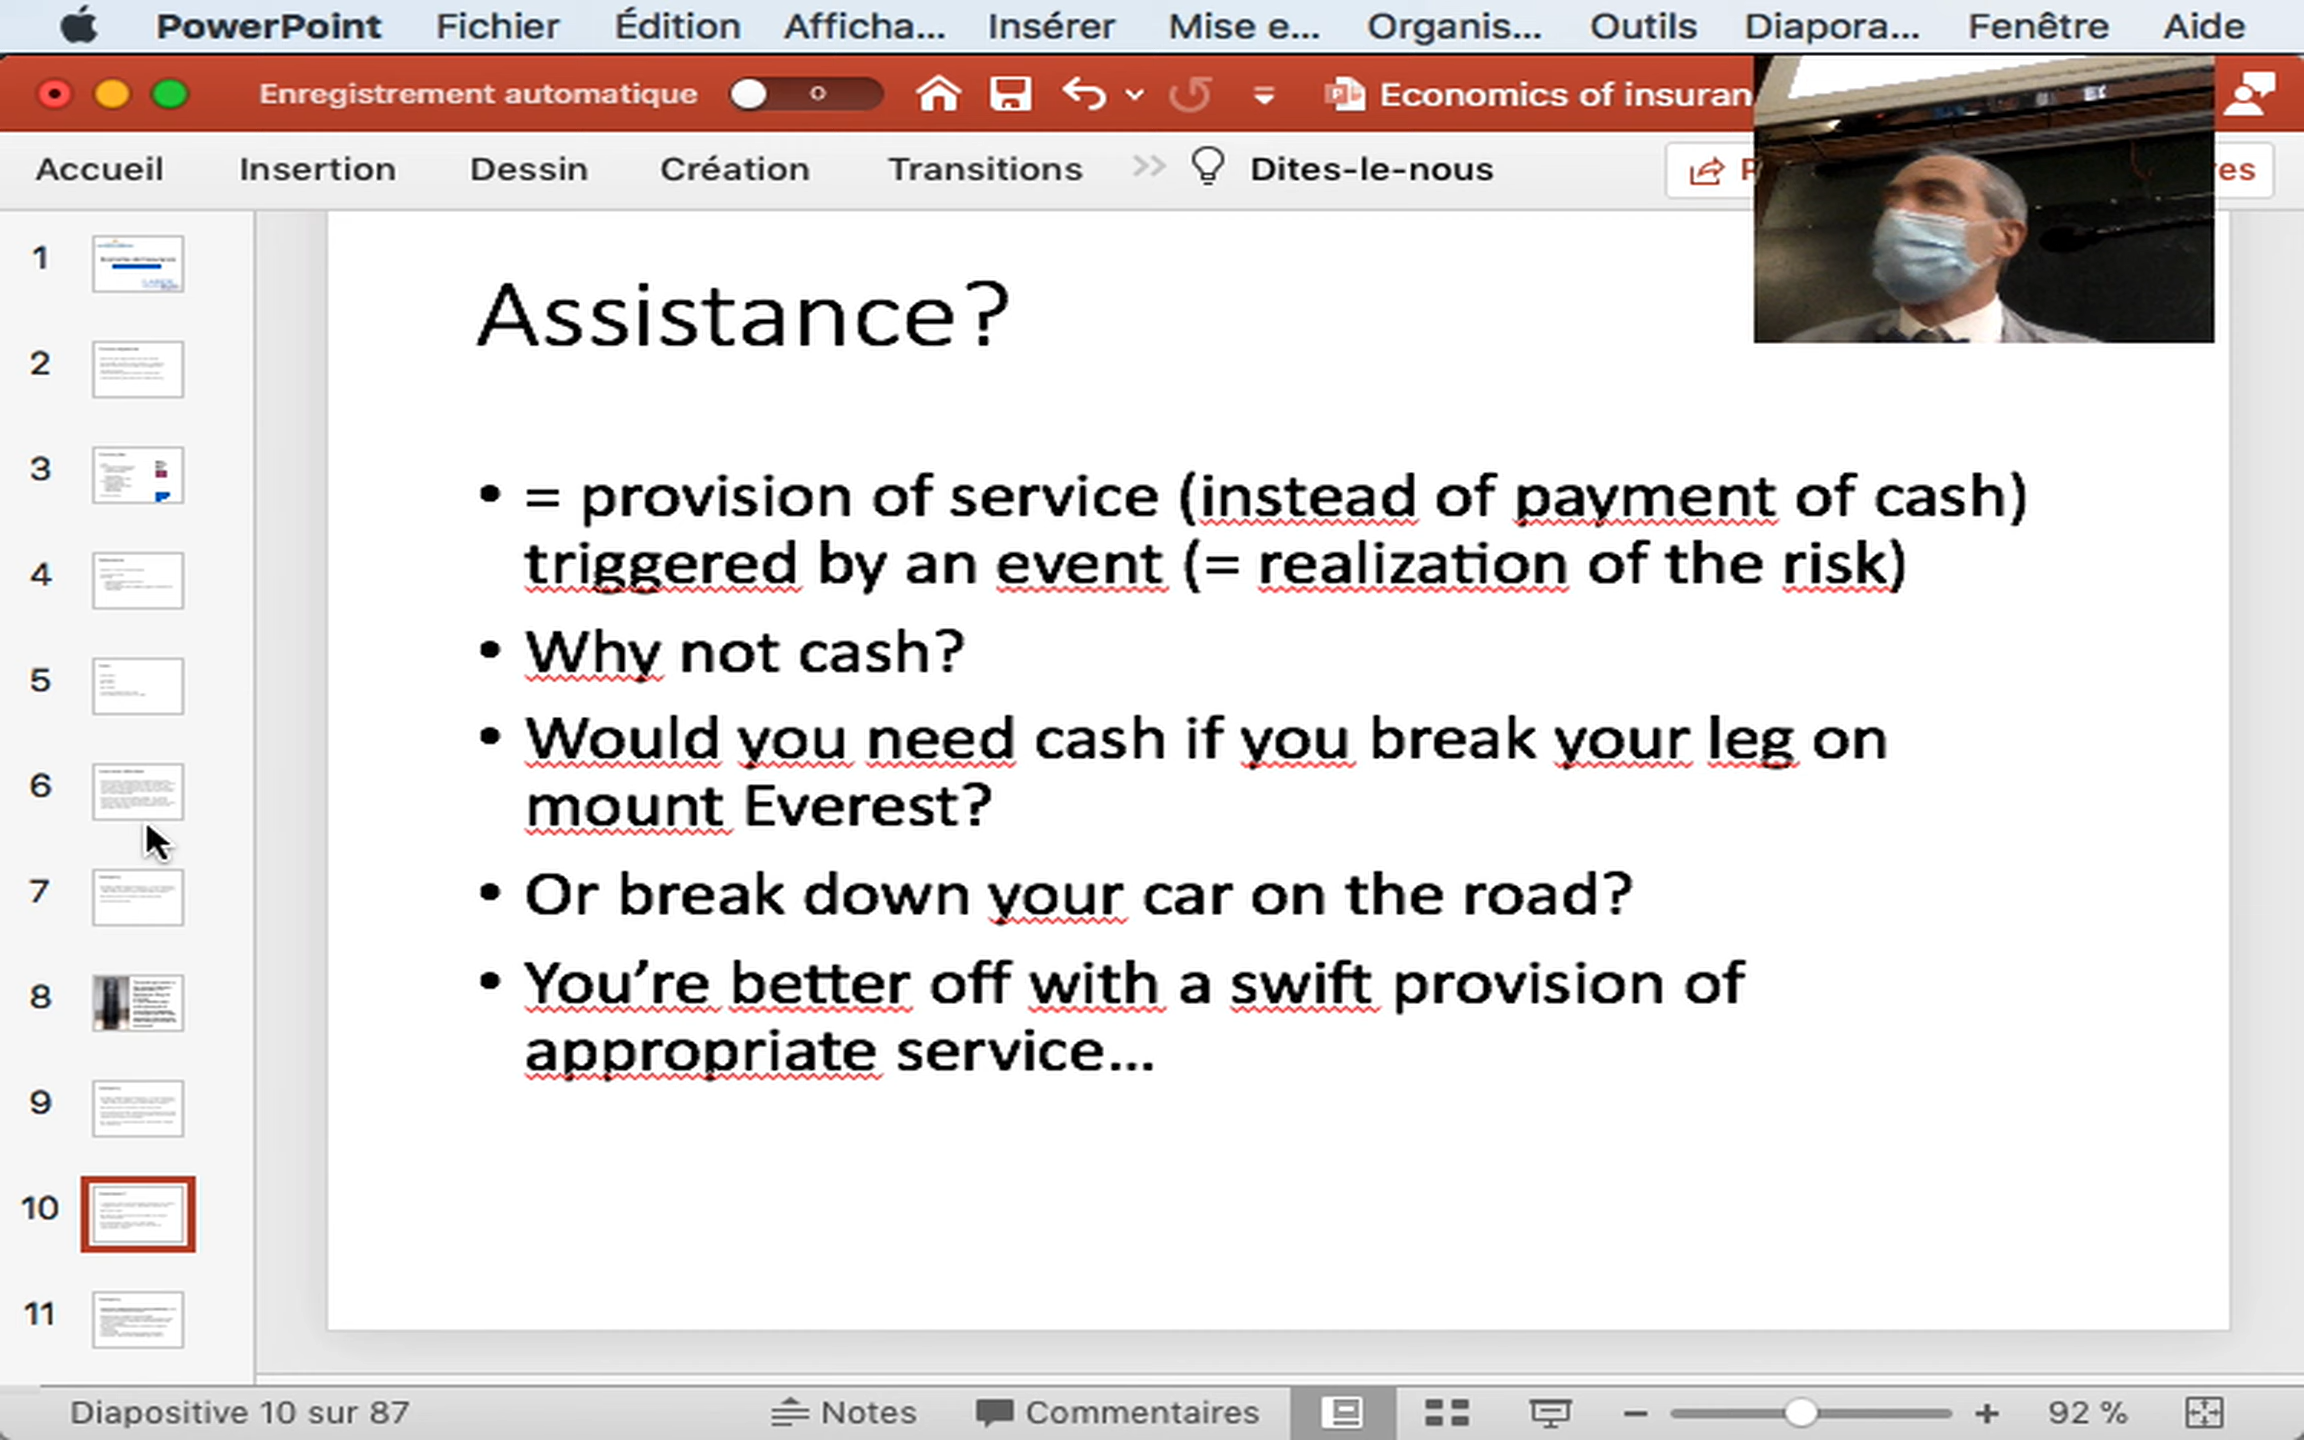 PowerPoint Fichier Édition Afficha... Insérer Mise e... Organis... Outils Diapora... Fenêtre Aide
Enregistrement automatique Economics of insuran
Accueil Insertion Dessin Création Transitions >> Dites-le-nous es
1
2
3
4
5
6
7
8
9
10
11
Assistance?
• = provision of service (instead of payment of cash)
triggered by an event (= realization of the risk)
• Why not cash?
• Would you need cash if you break your leg on
mount Everest?
• Or break down your car on the road?
• You're better off with a swift provision of
appropriate service...
Diapositive 10 sur 87 Notes Commentaires 92 %